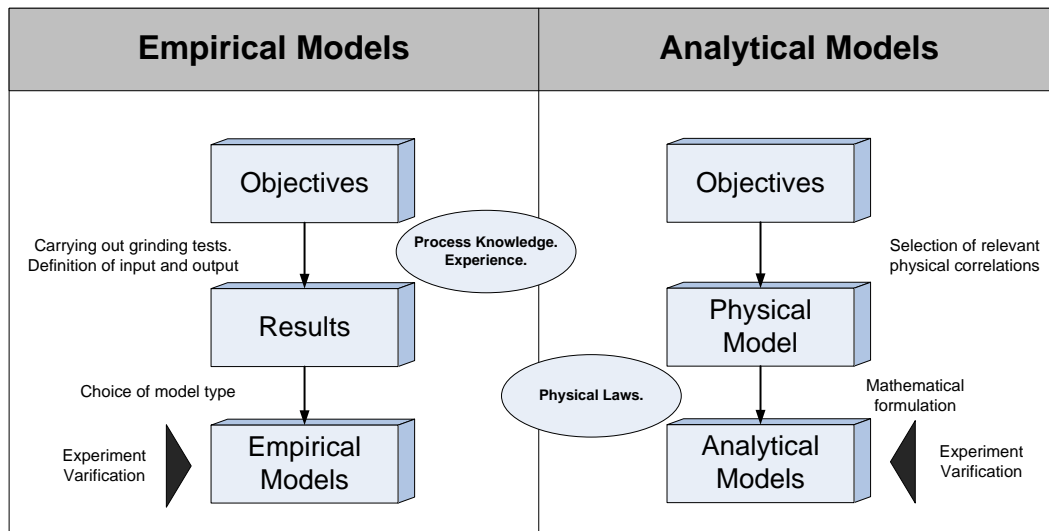 Empirical Models
Analytical Models
Objectives
Carrying out grinding tests.
Definition of input and output
Process Knowledge.
Experience.
Results
Choice of model type
Empirical
Models
Experiment
Varification
Objectives
Selection of relevant
physical correlations
Physical
Model
Physical Laws.
Mathematical
formulation
Analytical
Models
Experiment
Varification